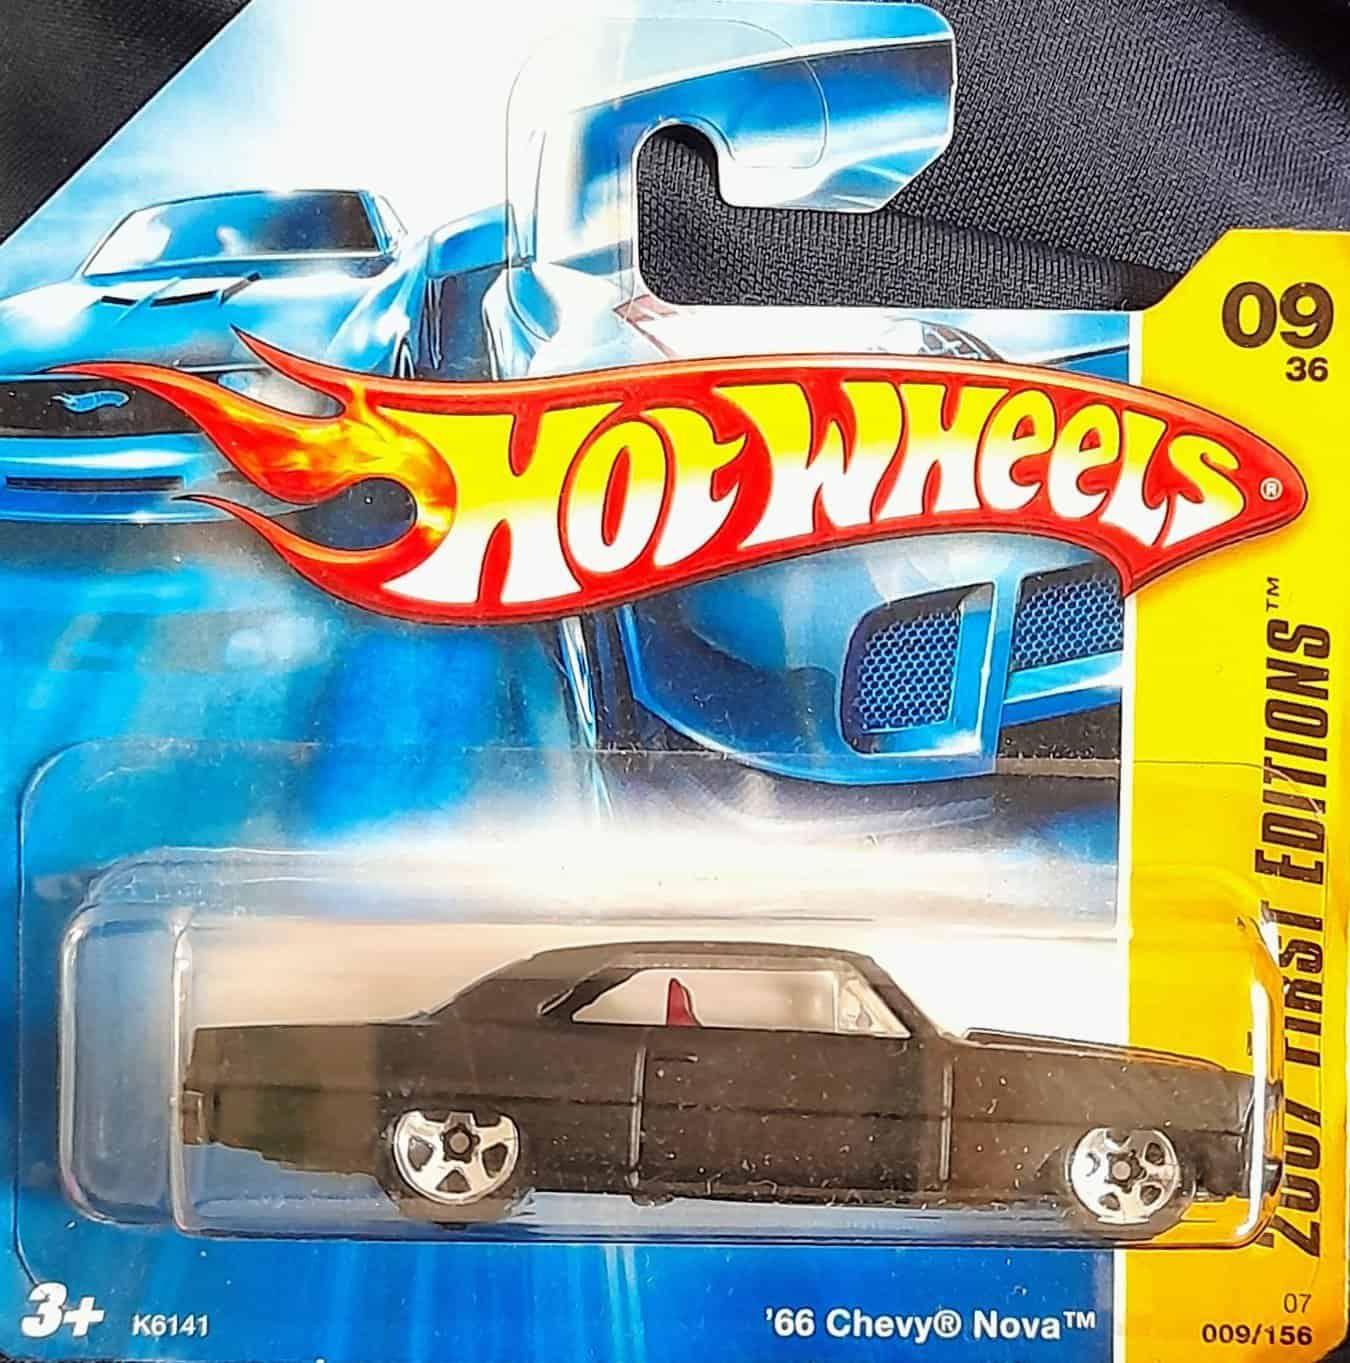 09
36
HOT WHEELS®
2007 FIRST EDITIONS™
3+
K6141
'66 Chevy® Nova™
07
009/156